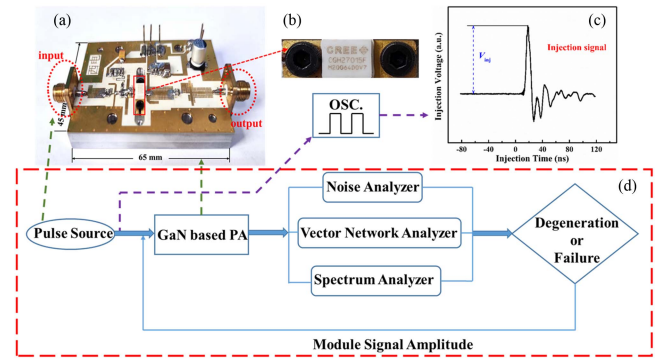 (a)
input
output
45 mm
65 mm
(b)
CREE
CGH27015F
(c)
Injection Voltage (a.u.)
Vinj
Injection signal
-80
-40
0
40
80
120
Injection Time (ns)
OSC.
(d)
Pulse Source
GaN based PA
Noise Analyzer
Vector Network Analyzer
Spectrum Analyzer
Degeneration
or
Failure
Module Signal Amplitude